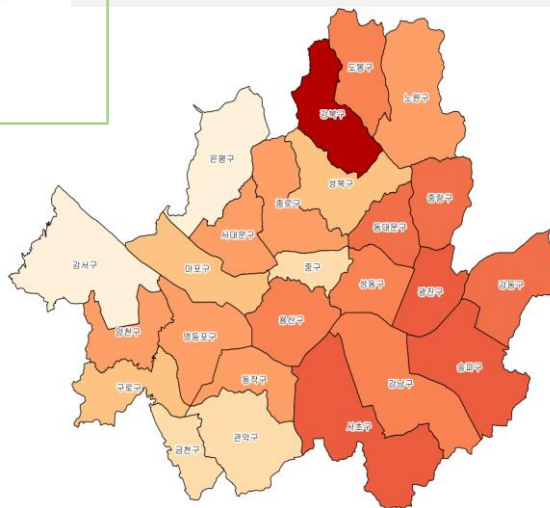 도봉구
노원구
강북구
은평구
성북구
중랑구
종로구
동대문구
서대문구
강서구
마포구
중구
성동구
광진구
강동구
용산구
양천구
영등포구
송파구
동작구
강남구
구로구
서초구
관악구
금천구